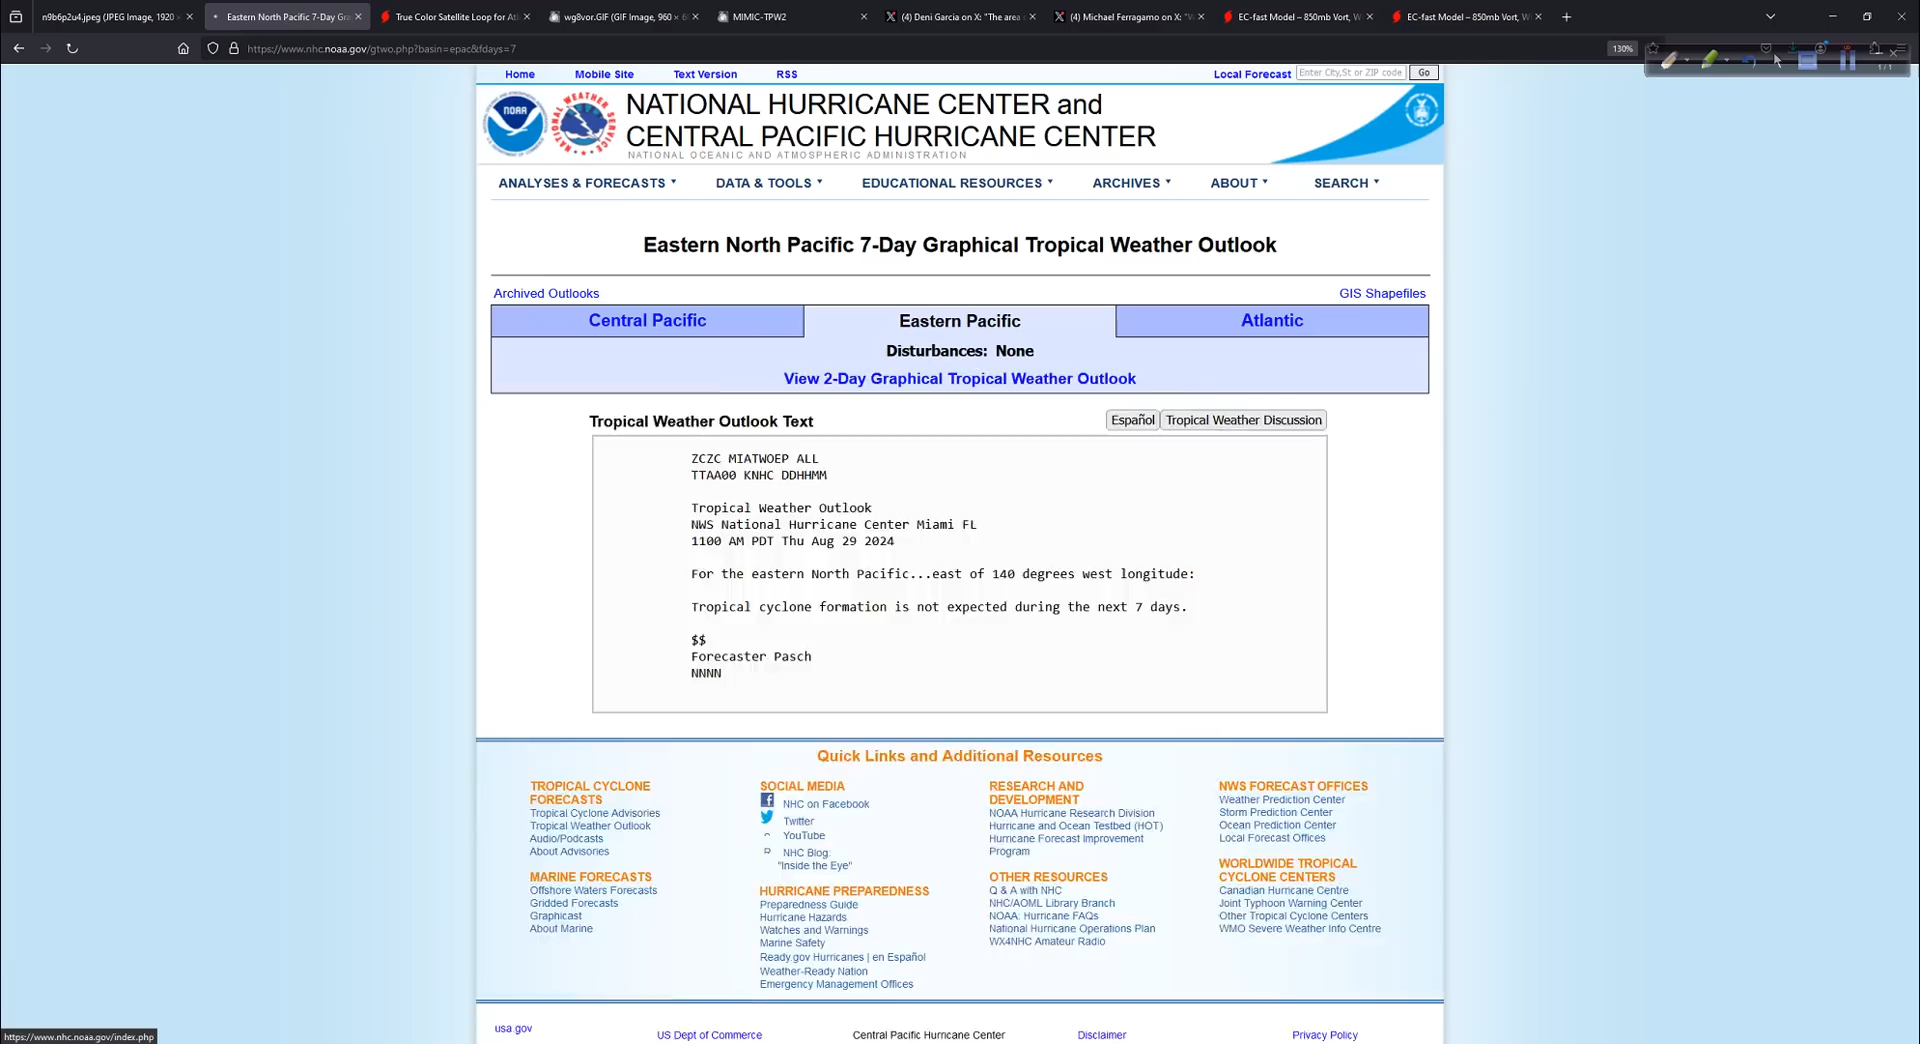 n9b6p2u4.jpeg (JPEG Image, 1920 ×
Eastern North Pacific 7-Day Gra
True Color Satellite Loop for Atl
wg8vor.GIF (GIF Image, 960 × 6
MIMIC-TPW2
(4) Deni Garcia on X: "The area o
(4) Michael Ferragamo on X: "W
EC-fast Model – 850mb Vort, W
EC-fast Model – 850mb Vort, W
https://www.nhc.noaa.gov/gtwo.php?basin=epac&fdays=7
130%
1/1
Home
Mobile Site
Text Version
RSS
Local Forecast
Enter City,St or ZIP code
Go
NOAA
NATIONAL HURRICANE CENTER and
CENTRAL PACIFIC HURRICANE CENTER
NATIONAL OCEANIC AND ATMOSPHERIC ADMINISTRATION
ANALYSES & FORECASTS
DATA & TOOLS
EDUCATIONAL RESOURCES
ARCHIVES
ABOUT
SEARCH
Eastern North Pacific 7-Day Graphical Tropical Weather Outlook
Archived Outlooks
GIS Shapefiles
Central Pacific
Eastern Pacific
Atlantic
Disturbances: None
View 2-Day Graphical Tropical Weather Outlook
Tropical Weather Outlook Text
Español
Tropical Weather Discussion
ZCZC MIATWOEP ALL
TTAA00 KNHC DDHHMM
Tropical Weather Outlook
NWS National Hurricane Center Miami FL
1100 AM PDT Thu Aug 29 2024
For the eastern North Pacific...east of 140 degrees west longitude:
Tropical cyclone formation is not expected during the next 7 days.
$$
Forecaster Pasch
NNNN
Quick Links and Additional Resources
TROPICAL CYCLONE
FORECASTS
Tropical Cyclone Advisories
Tropical Weather Outlook
Audio/Podcasts
About Advisories
MARINE FORECASTS
Offshore Waters Forecasts
Gridded Forecasts
Graphicast
About Marine
SOCIAL MEDIA
NHC on Facebook
Twitter
YouTube
NHC Blog:
"Inside the Eye"
HURRICANE PREPAREDNESS
Preparedness Guide
Hurricane Hazards
Watches and Warnings
Marine Safety
Ready.gov Hurricanes | en Español
Weather-Ready Nation
Emergency Management Offices
RESEARCH AND
DEVELOPMENT
NOAA Hurricane Research Division
Hurricane and Ocean Testbed (HOT)
Hurricane Forecast Improvement
Program
OTHER RESOURCES
Q & A with NHC
NHC/AOML Library Branch
NOAA: Hurricane FAQs
National Hurricane Operations Plan
WX4NHC Amateur Radio
NWS FORECAST OFFICES
Weather Prediction Center
Storm Prediction Center
Ocean Prediction Center
Local Forecast Offices
WORLDWIDE TROPICAL
CYCLONE CENTERS
Canadian Hurricane Centre
Joint Typhoon Warning Center
Other Tropical Cyclone Centers
WMO Severe Weather Info Centre
usa.gov
US Dept of Commerce
Central Pacific Hurricane Center
Disclaimer
Privacy Policy
https://www.nhc.noaa.gov/index.php